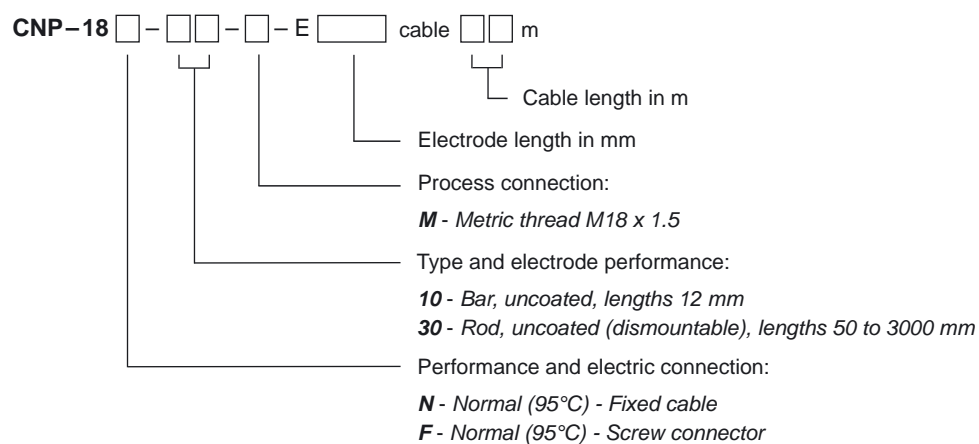 CNP–18 □ – □□ – □ – E □ cable □□ m
Cable length in m
Electrode length in mm
Process connection:
M - Metric thread M18 x 1.5
Type and electrode performance:
10 - Bar, uncoated, lengths 12 mm
30 - Rod, uncoated (dismountable), lengths 50 to 3000 mm
Performance and electric connection:
N - Normal (95°C) - Fixed cable
F - Normal (95°C) - Screw connector